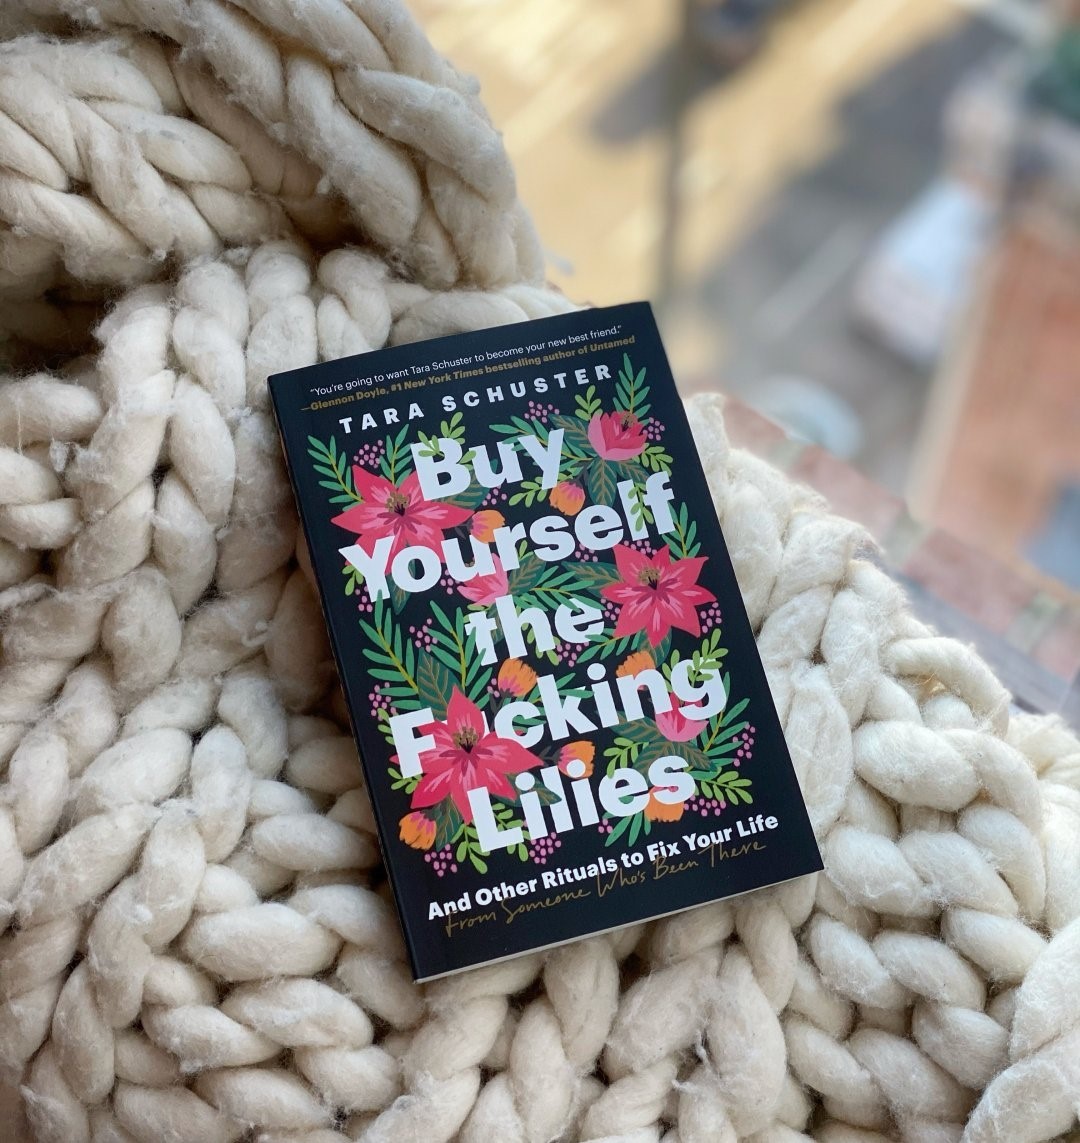 "You're going to want Tara Schuster to become your new best friend."
—Glennon Doyle, #1 New York Times bestselling author of Untamed
TARA SCHUSTER
Buy
Yourself
the
F cking
Lilies
And Other Rituals to Fix Your Life
From Someone Who's Been There